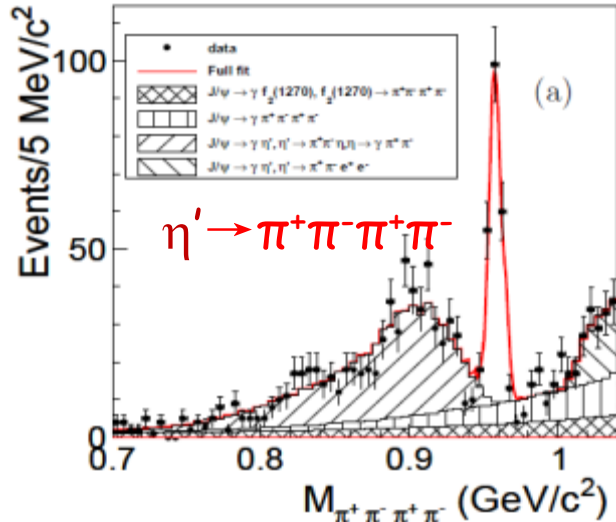 data
Full fit
J/ψ→γ f₂(1270), f₂(1270)→π⁺π⁻π⁺π⁻
J/ψ→γ π⁺π⁻π⁺π⁻
J/ψ→γ η', η'→π⁺π⁻η,η→γ π⁺π⁻
J/ψ→γ η', η'→π⁺π⁻e⁺e⁻
(a)
η'→π⁺π⁻π⁺π⁻
Events/5 MeV/c²
100
50
0
0.7 0.8 0.9 1
M_π⁺π⁻π⁺π⁻ (GeV/c²)